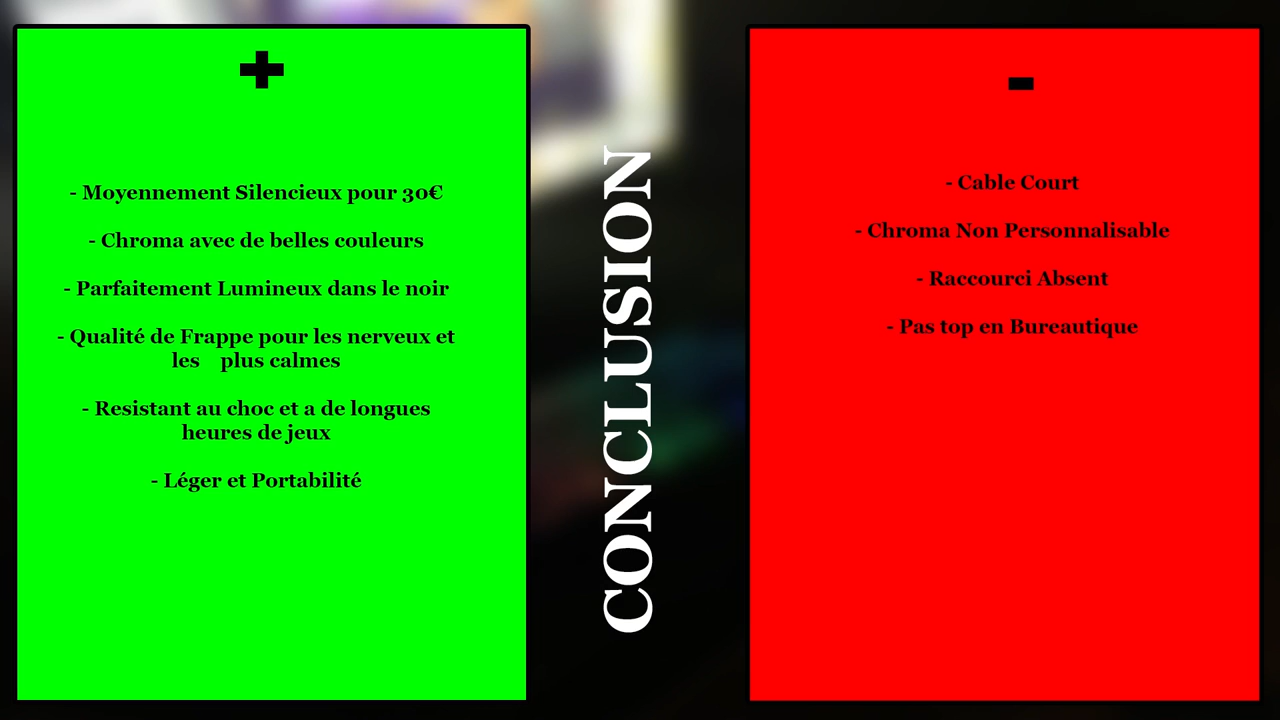 +
- Moyennement Silencieux pour 30€
- Chroma avec de belles couleurs
- Parfaitement Lumineux dans le noir
- Qualité de Frappe pour les nerveux et
les plus calmes
- Resistant au choc et a de longues
heures de jeux
- Léger et Portabilité
CONCLUSION
-
- Cable Court
- Chroma Non Personnalisable
- Raccourci Absent
- Pas top en Bureautique